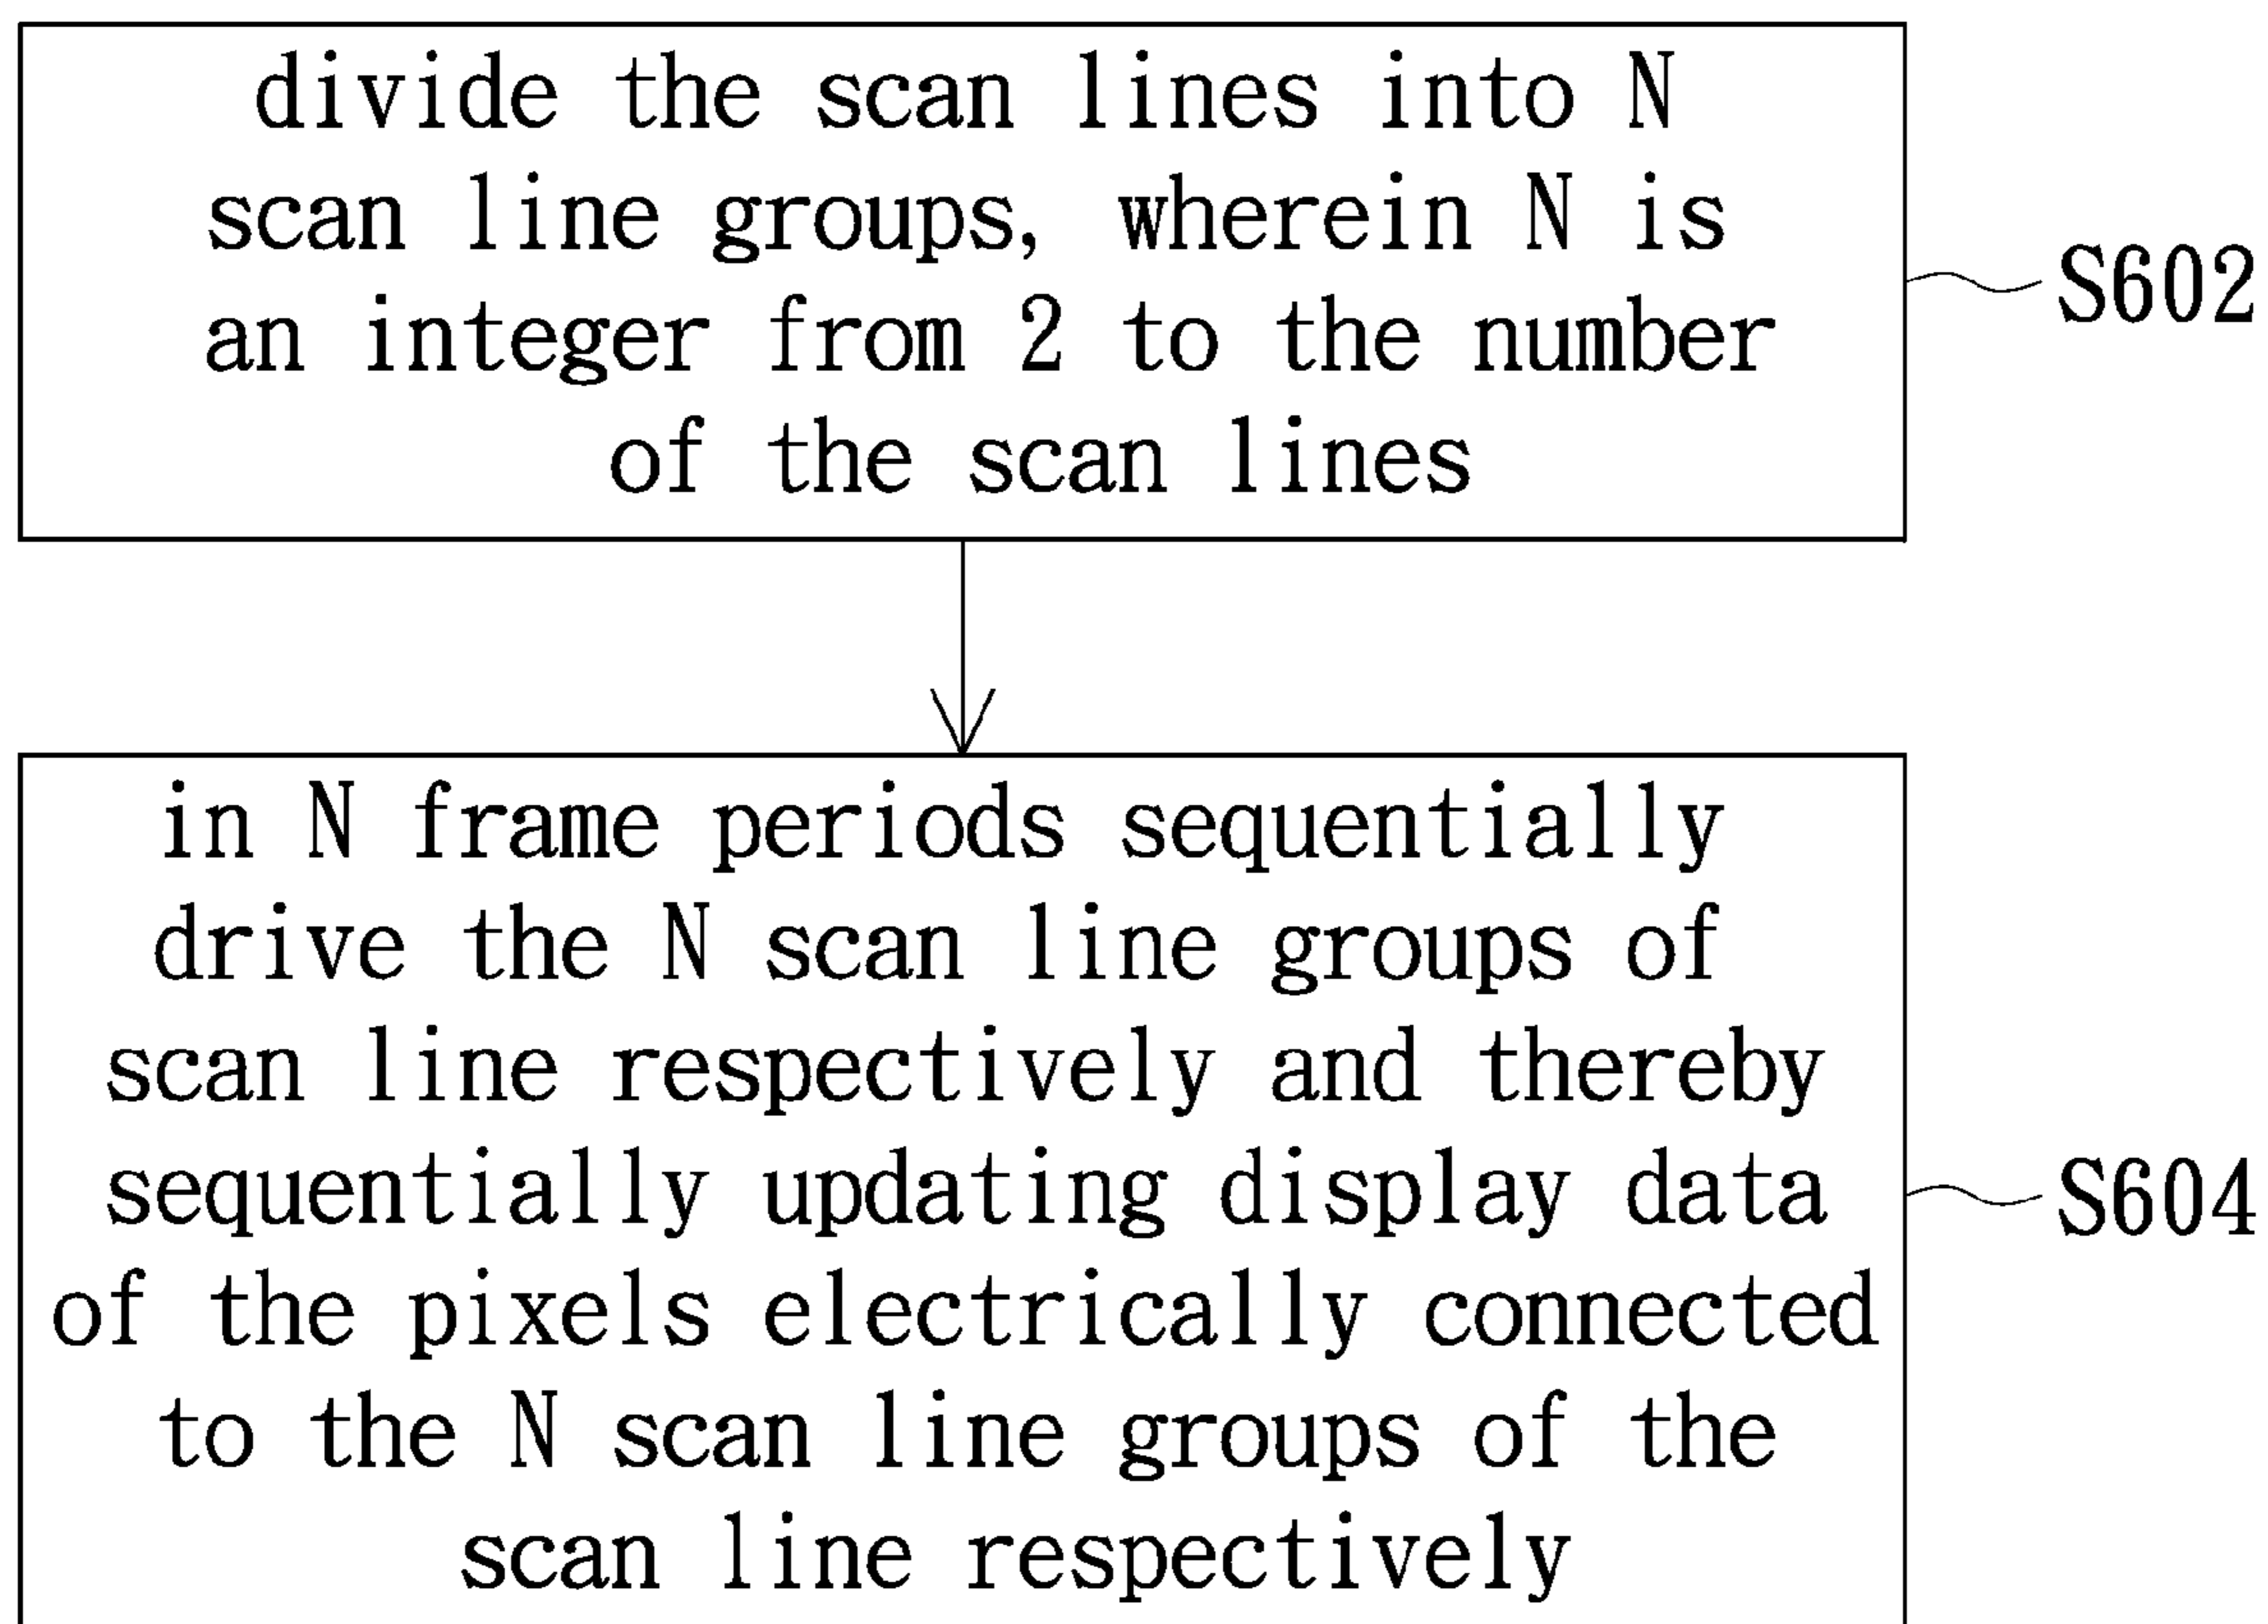 divide the scan lines into N
scan line groups, wherein N is
an integer from 2 to the number
of the scan lines
S602
in N frame periods sequentially
drive the N scan line groups of
scan line respectively and thereby
sequentially updating display data
of the pixels electrically connected
to the N scan line groups of the
scan line respectively
S604